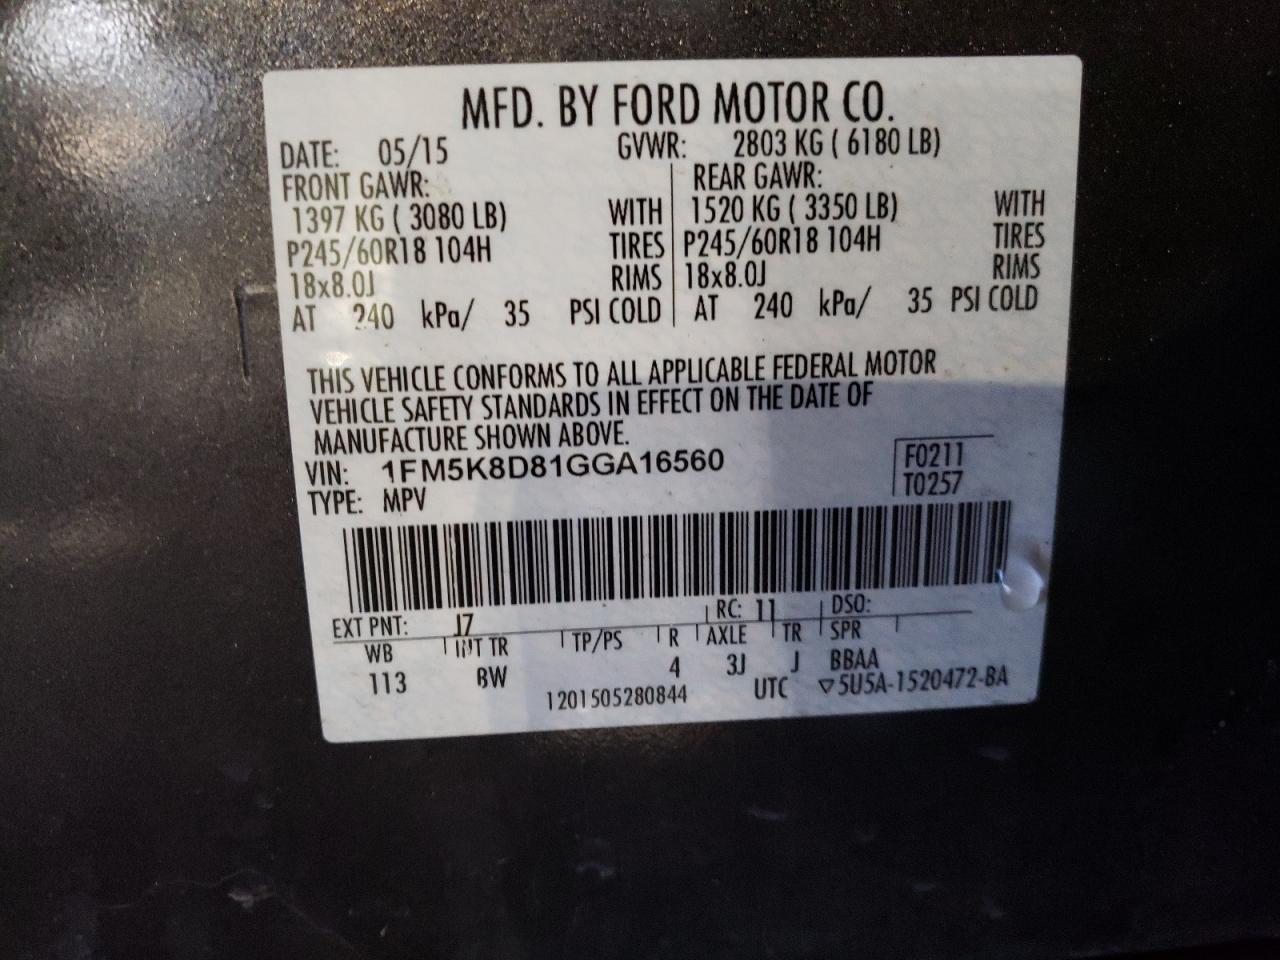 MFD. BY FORD MOTOR CO.
DATE: 05/15 GVWR: 2803 KG ( 6180 LB)
FRONT GAWR: REAR GAWR:
1397 KG ( 3080 LB) WITH 1520 KG ( 3350 LB) WITH
P245/60R18 104H TIRES P245/60R18 104H TIRES
18x8.0J RIMS 18x8.0J RIMS
AT 240 kPa/ 35 PSI COLD AT 240 kPa/ 35 PSI COLD
THIS VEHICLE CONFORMS TO ALL APPLICABLE FEDERAL MOTOR
VEHICLE SAFETY STANDARDS IN EFFECT ON THE DATE OF
MANUFACTURE SHOWN ABOVE.
VIN: 1FM5K8D81GGA16560 F0211
TYPE: MPV T0257
EXT PNT: J7 RC: 11 DSO:
WB INT TR TP/PS R AXLE TR SPR
113 BW 4 3J J BBAA
1201505280844 UTC ▽5U5A-1520472-BA